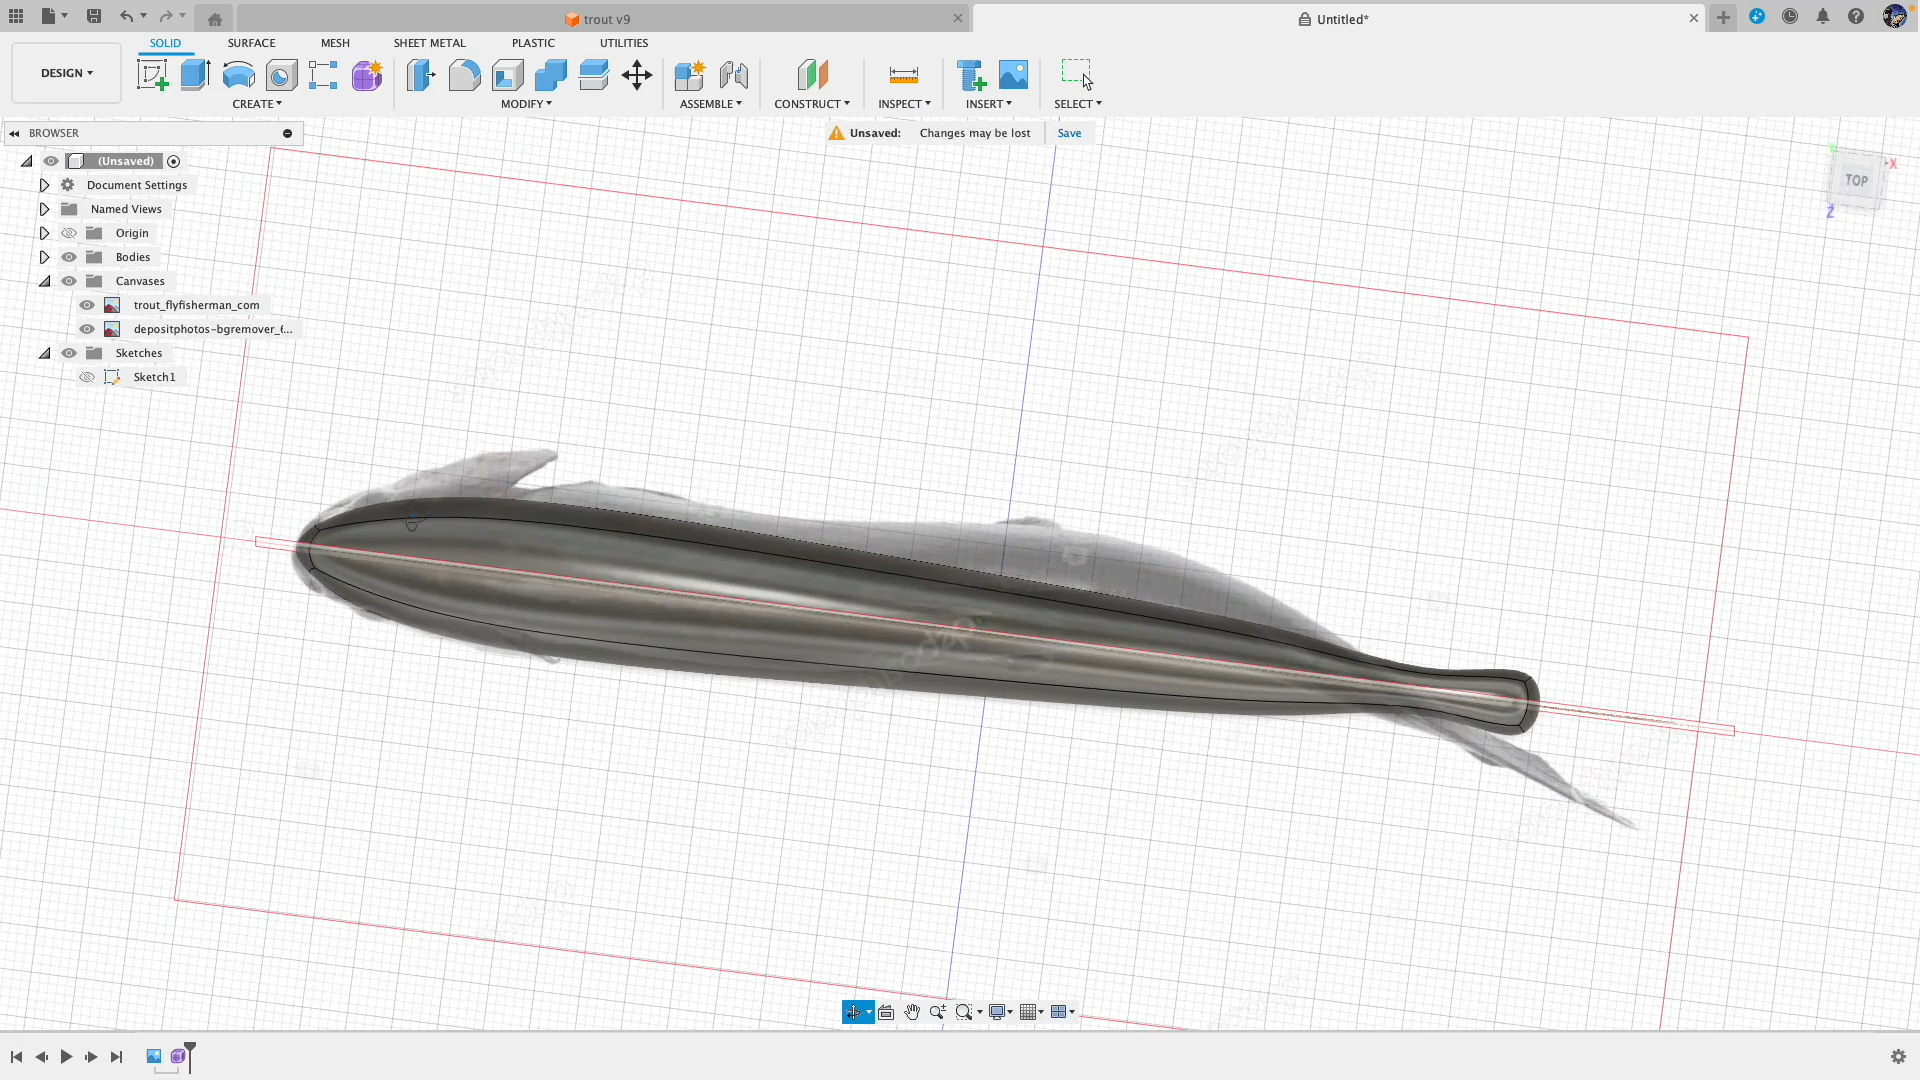 trout v9
Untitled*
SOLID SURFACE MESH SHEET METAL PLASTIC UTILITIES
DESIGN
CREATE MODIFY ASSEMBLE CONSTRUCT INSPECT INSERT SELECT
BROWSER
Unsaved: Changes may be lost Save
(Unsaved)
Document Settings
Named Views
Origin
Bodies
Canvases
trout_flyfisherman_com
depositphotos-bgremover_6...
Sketches
Sketch1
Y
X
TOP
Z